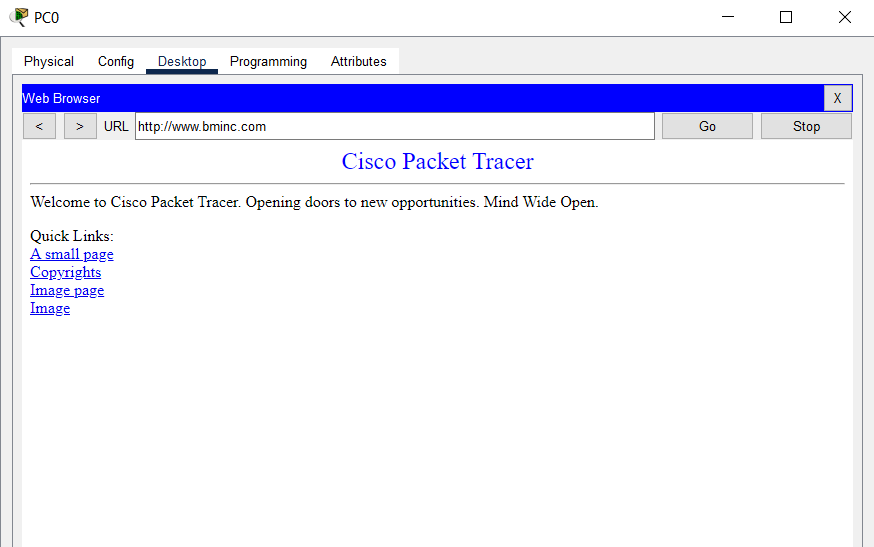 PC0
Physical Config Desktop Programming Attributes
Web Browser X
< > URL http://www.bminc.com Go Stop
Cisco Packet Tracer
Welcome to Cisco Packet Tracer. Opening doors to new opportunities. Mind Wide Open.
Quick Links:
A small page
Copyrights
Image page
Image